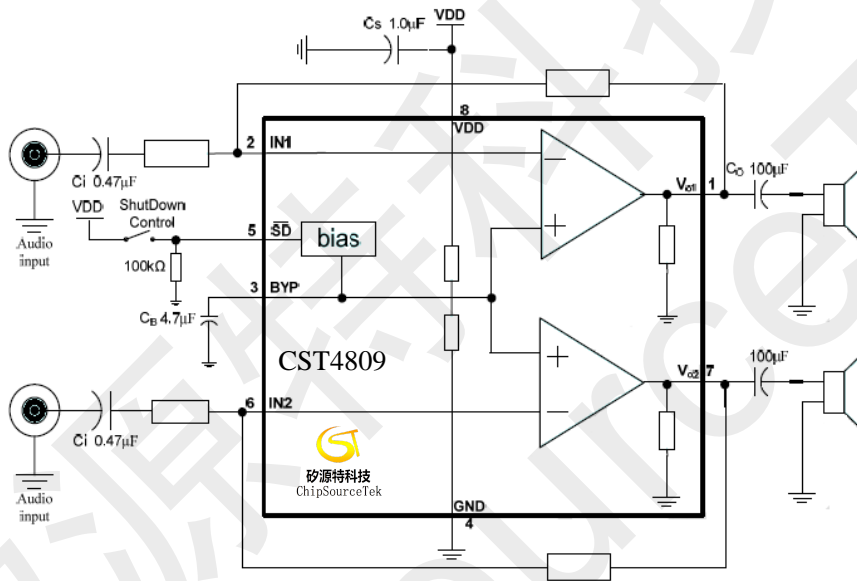 Cs 1.0μF
VDD
8
VDD
2
IN1
Ci 0.47μF
Audio
input
VDD
ShutDown
Control
5
SD
bias
100kΩ
3
BYP
CB 4.7μF
Vo1
1
CO 100μF
CST4809
6
IN2
Ci 0.47μF
Audio
input
Vo2
7
100μF
矽源特科技
ChipSourceTek
GND
4